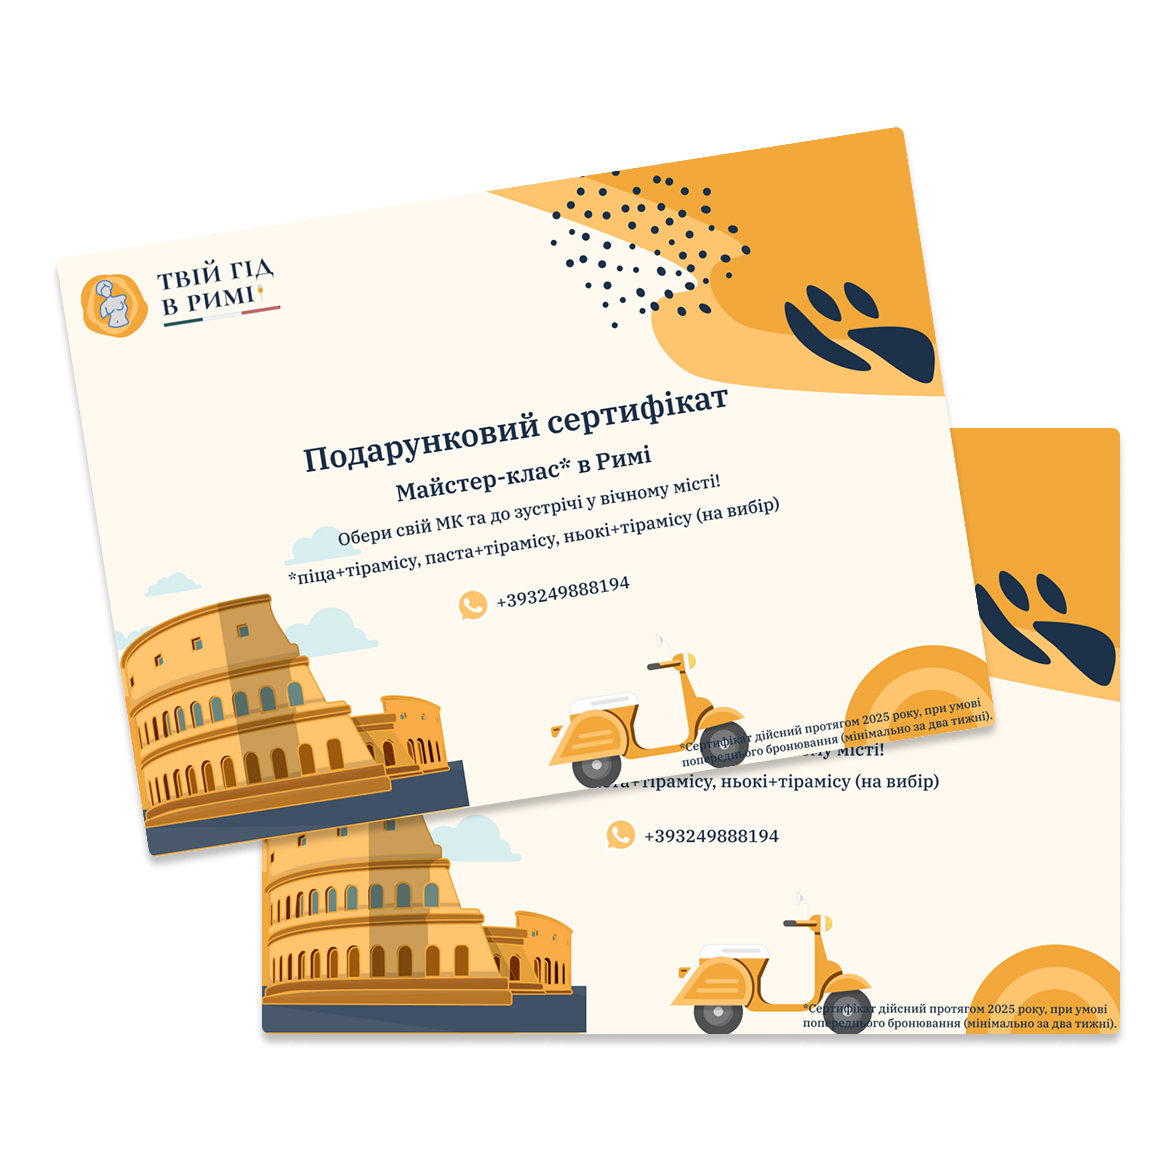 ТВІЙ ГІД
В РИМІ
Подарунковий сертифікат
Майстер-клас* в Римі
Обери свій МК та до зустрічі у вічному місті!
*піца+тірамісу, паста+тірамісу, ньокі+тірамісу (на вибір)
+393249888194
*Сертифікат дійсний протягом 2025 року, при умові
попереднього бронювання (мінімально за два тижні).
місті!
+тірамісу, ньокі+тірамісу (на вибір)
+393249888194
*Сертифікат дійсний протягом 2025 року, при умові
попереднього бронювання (мінімально за два тижні).